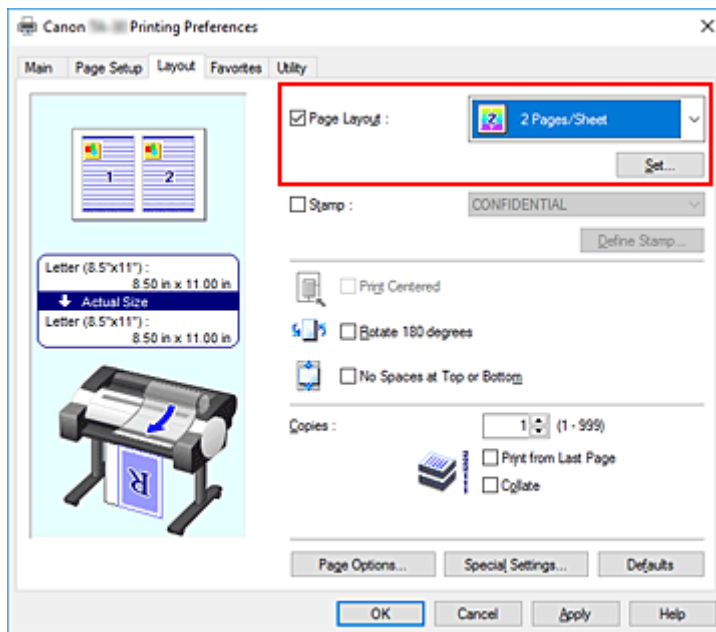 Canon Printing Preferences
Main Page Setup Layout Favorites Utility
Page Layout : 2 Pages/Sheet
Set...
Stamp : CONFIDENTIAL
Define Stamp...
1 2
Letter (8.5"x11") :
8.50 in x 11.00 in
Actual Size
Letter (8.5"x11") :
8.50 in x 11.00 in
Print Centered
Rotate 180 degrees
No Spaces at Top or Bottom
Copies : 1 (1 - 999)
Print from Last Page
Collate
R
Page Options... Special Settings... Defaults
OK Cancel Apply Help